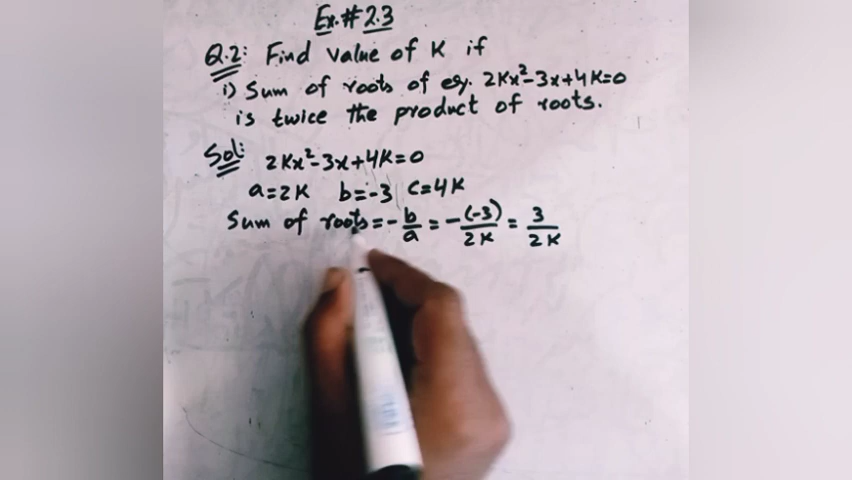 Ex.# 2.3
Q.2: Find value of K if
i) Sum of roots of eq. 2Kx²-3x+4K=0
is twice the product of roots.
Sol: 2Kx²-3x+4K=0
a=2K b=-3 c=4K
Sum of roots = -b/a = -(-3)/2K = 3/2K